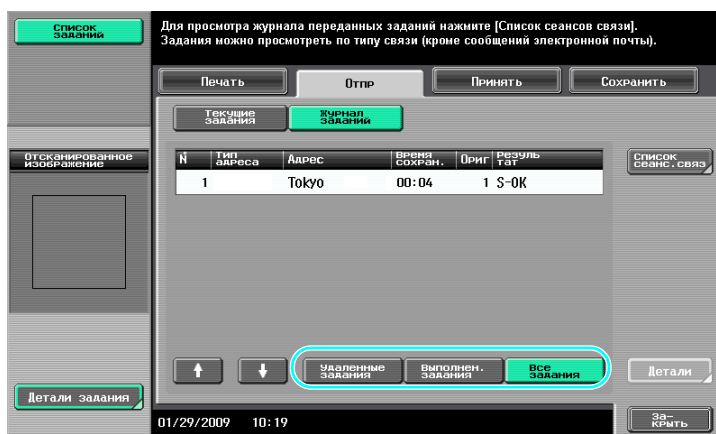 Список
заданий
Для просмотра журнала переданных заданий нажмите [Список сеансов связи].
Задания можно просмотреть по типу связи (кроме сообщений электронной
почты).
Печать
Отпр
Принять
Сохранить
Текущие
задания
Журнал
заданий
Отсканированное
изображение
N
Тип
адреса
Адрес
Время
сохран.
Ориг
Резуль
тат
Список
сеанс.связ
1 Tokyo 00:04 1 S-OK
Удаленные
задания
Выполнен.
задания
Все
задания
Детали
Детали задания
01/29/2009 10:19
За-
крыть